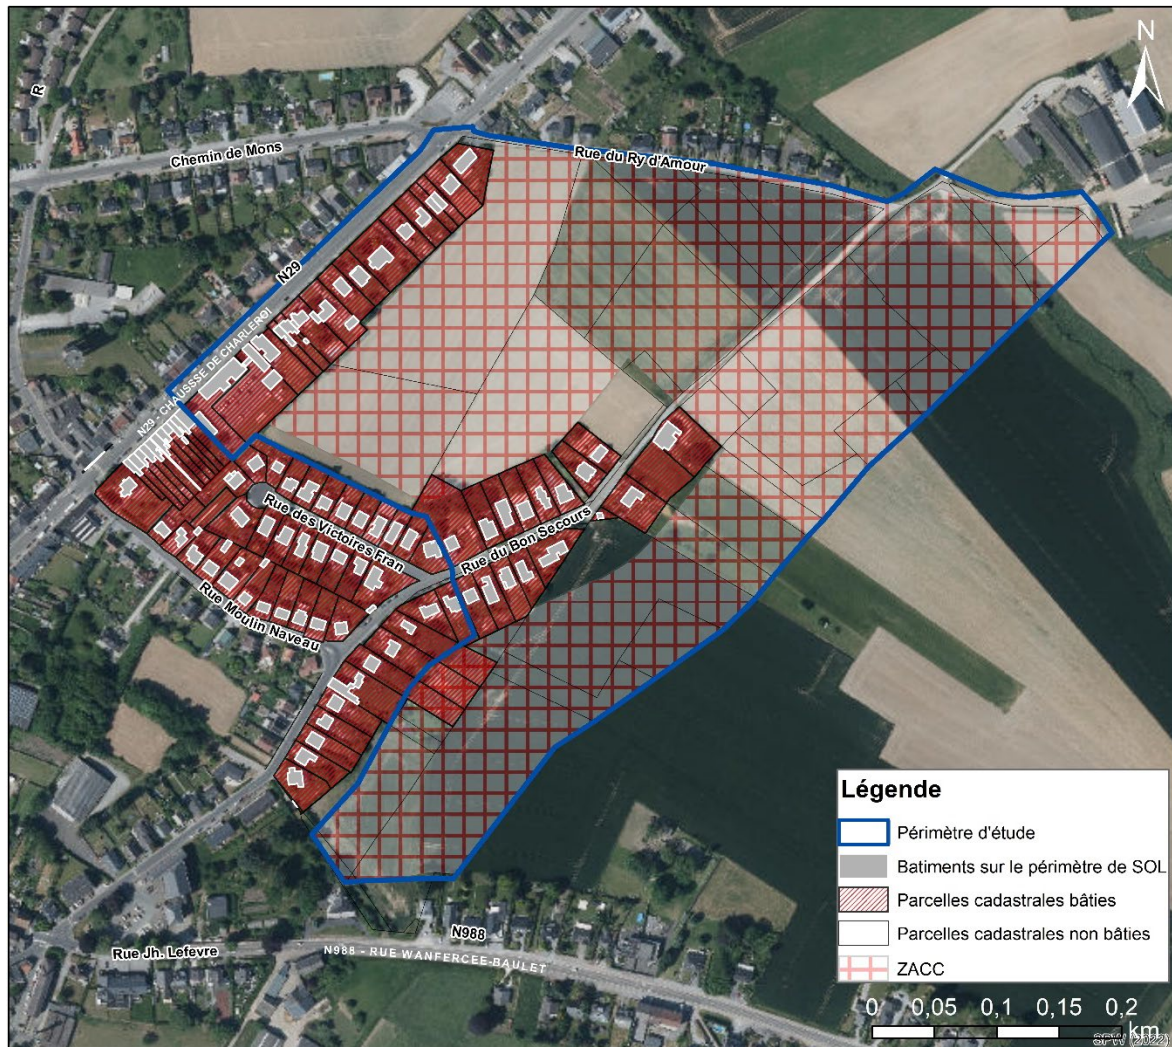 N
R
Chemin de Mons
Rue du Ry d'Amour
N29
N29 - CHAUSSSE DE CHARLEROI
Rue des Victoires Fran
Rue du Bon Secours
Rue Moulin Naveau
Légende
Périmètre d'étude
Batiments sur le périmètre de SOL
Parcelles cadastrales bâties
Parcelles cadastrales non bâties
ZACC
N988
Rue Jh. Lefevre
N988 - RUE WANFERCEE-BAULET
0 0,05 0,1 0,15 0,2
km
SPW (2022)